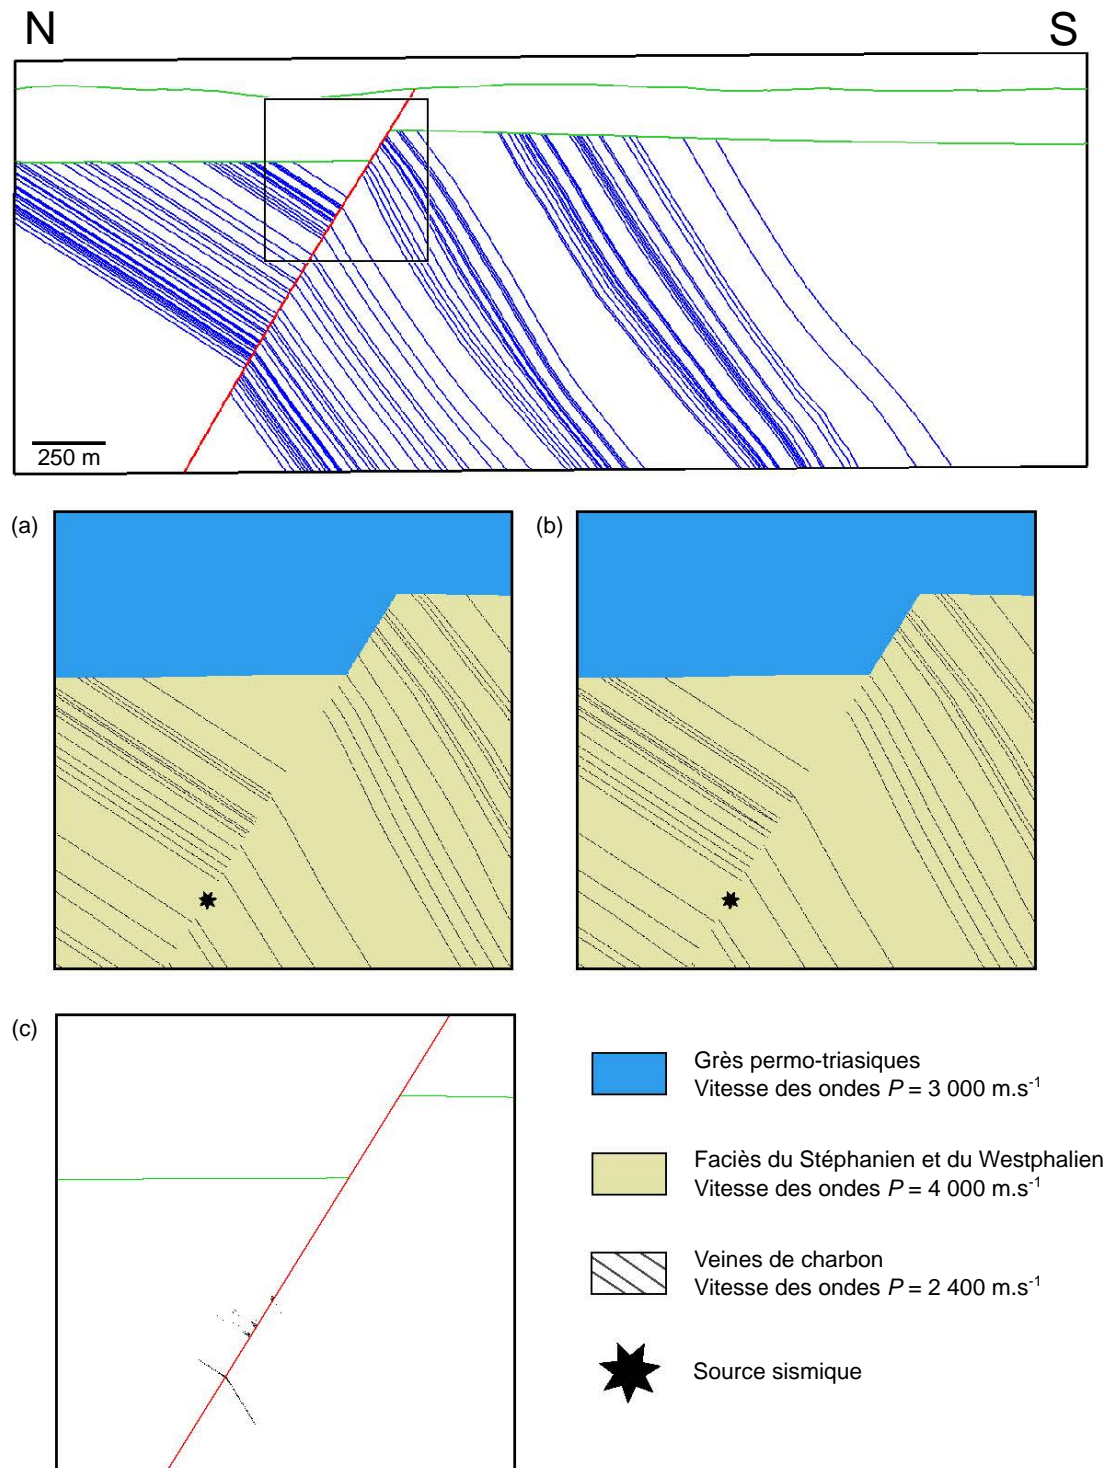 N
S
250 m
(a)
(b)
(c)
Grès permo-triasiques
Vitesse des ondes P = 3 000 m.s-1
Faciès du Stéphanien et du Westphalien
Vitesse des ondes P = 4 000 m.s-1
Veines de charbon
Vitesse des ondes P = 2 400 m.s-1
Source sismique